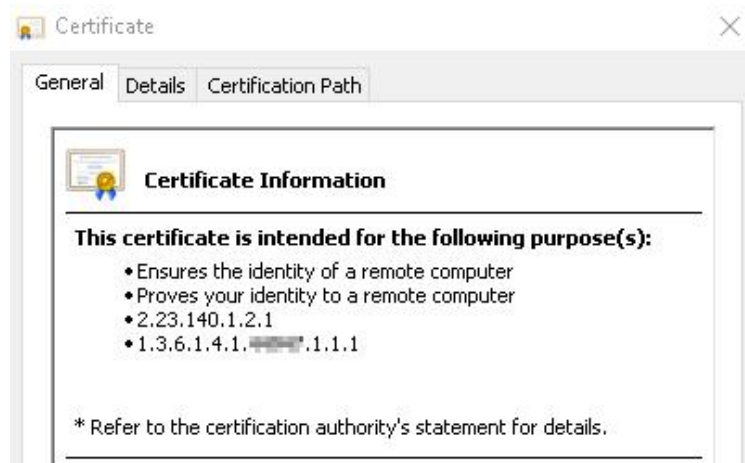 Certificate
General Details Certification Path
Certificate Information
This certificate is intended for the following purpose(s):
•Ensures the identity of a remote computer
•Proves your identity to a remote computer
•2.23.140.1.2.1
•1.3.6.1.4.1. .1.1.1
* Refer to the certification authority's statement for details.